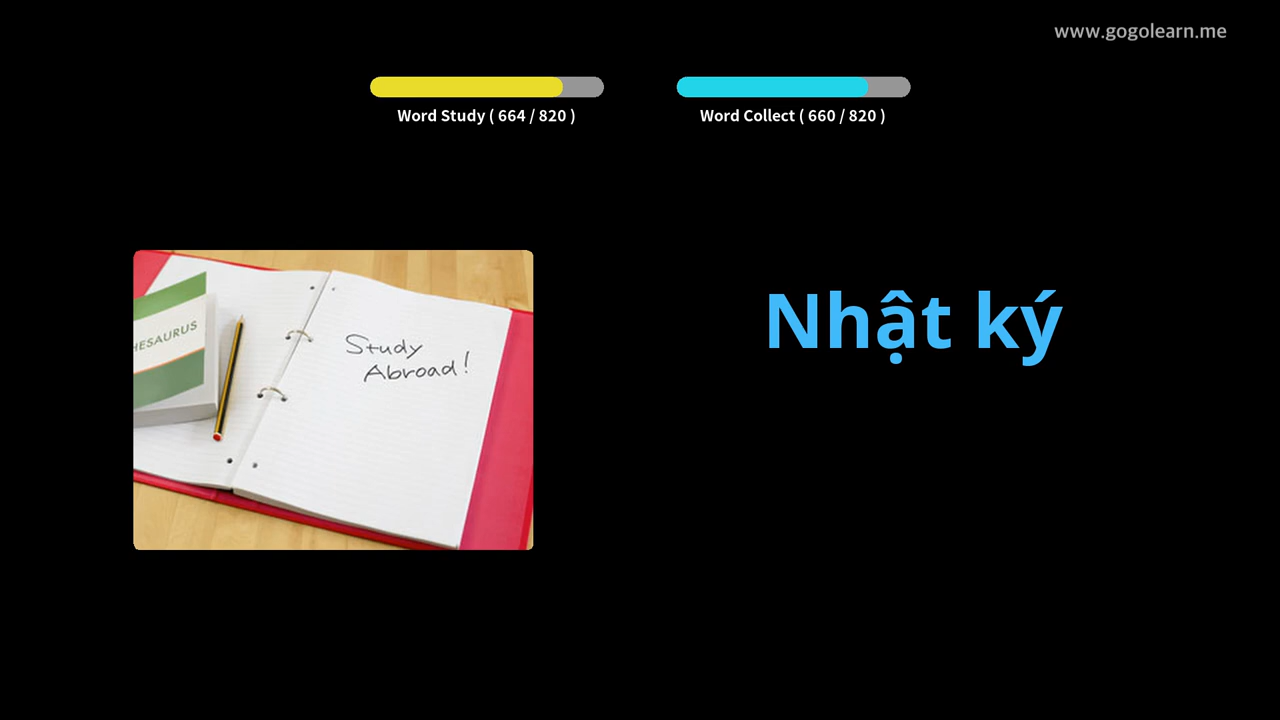 www.gogolearn.me
Word Study ( 664 / 820 )
Word Collect ( 660 / 820 )
HESAURUS
Study
Abroad!
Nhật ký